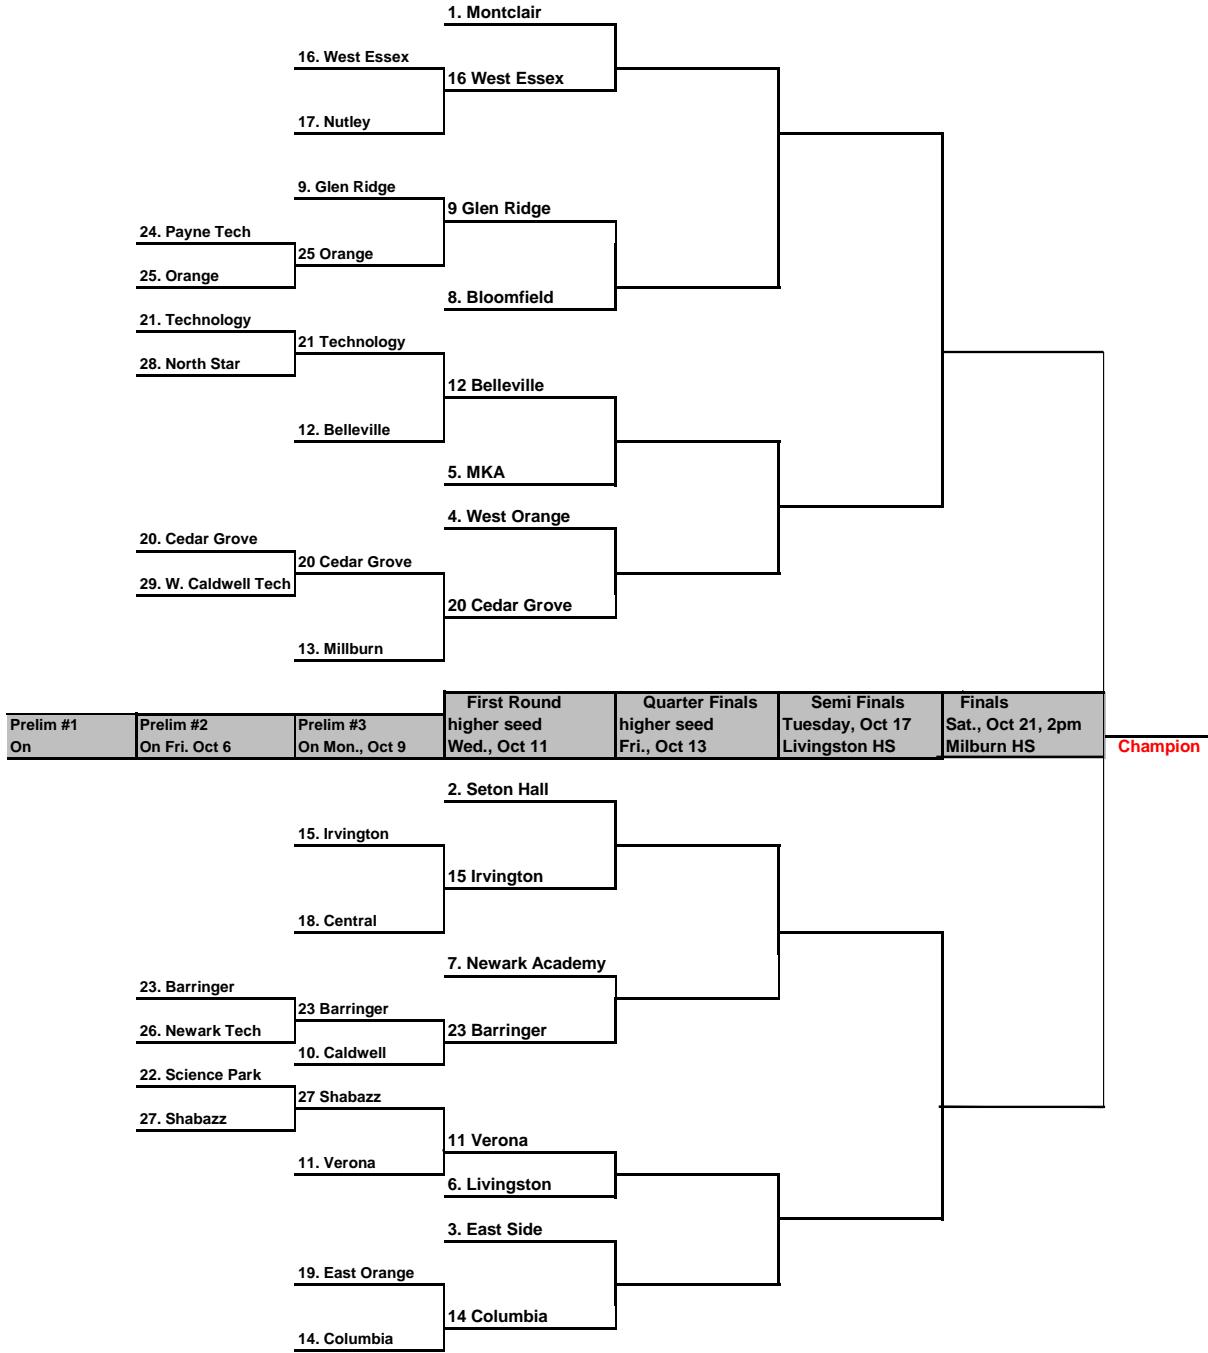 1. Montclair
16. West Essex
16 West Essex
17. Nutley
9. Glen Ridge
9 Glen Ridge
24. Payne Tech
25 Orange
25. Orange
8. Bloomfield
21. Technology
21 Technology
28. North Star
12 Belleville
12. Belleville
5. MKA
4. West Orange
20. Cedar Grove
20 Cedar Grove
29. W. Caldwell Tech
20 Cedar Grove
13. Millburn
First Round Quarter Finals Semi Finals Finals
Prelim #1 Prelim #2 Prelim #3 higher seed higher seed Tuesday, Oct 17 Sat., Oct 21, 2pm
On On Fri. Oct 6 On Mon., Oct 9 Wed., Oct 11 Fri., Oct 13 Livingston HS Milburn HS Champion
2. Seton Hall
15. Irvington
15 Irvington
18. Central
7. Newark Academy
23. Barringer
23 Barringer
26. Newark Tech 23 Barringer
10. Caldwell
22. Science Park
27 Shabazz
27. Shabazz
11 Verona
11. Verona
6. Livingston
3. East Side
19. East Orange
14 Columbia
14. Columbia